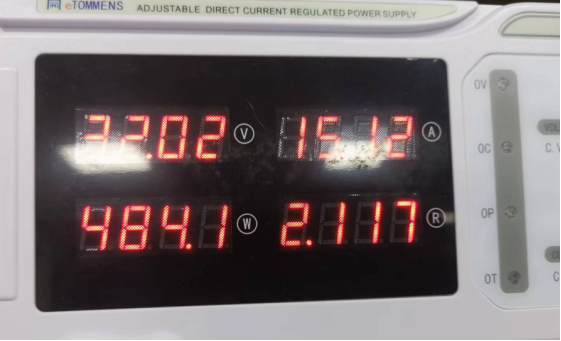 eTOMMENS ADJUSTABLE DIRECT CURRENT REGULATED POWER SUPPLY
32.02 V 15.12 A
484.1 W 2.117 R
OV
OC
OP
OT
VOL
C. V
C